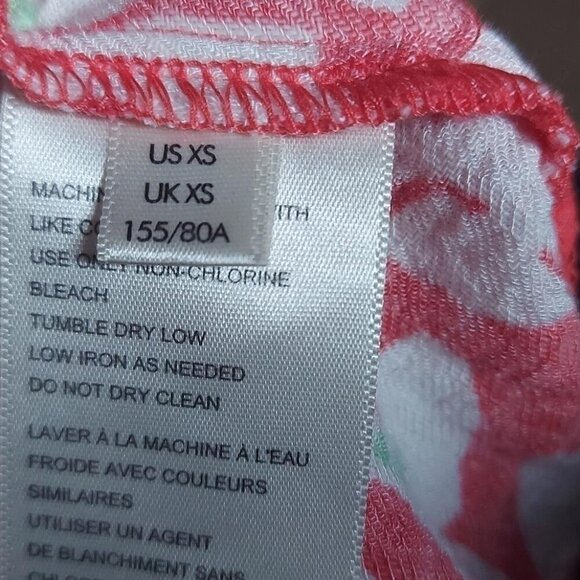 US XS
UK XS
155/80A
MACHIN ITH
LIKE C
USE ONLY NON-CHLORINE
BLEACH
TUMBLE DRY LOW
LOW IRON AS NEEDED
DO NOT DRY CLEAN
LAVER À LA MACHINE À L'EAU
FROIDE AVEC COULEURS
SIMILAIRES
UTILISER UN AGENT
DE BLANCHIMENT SANS